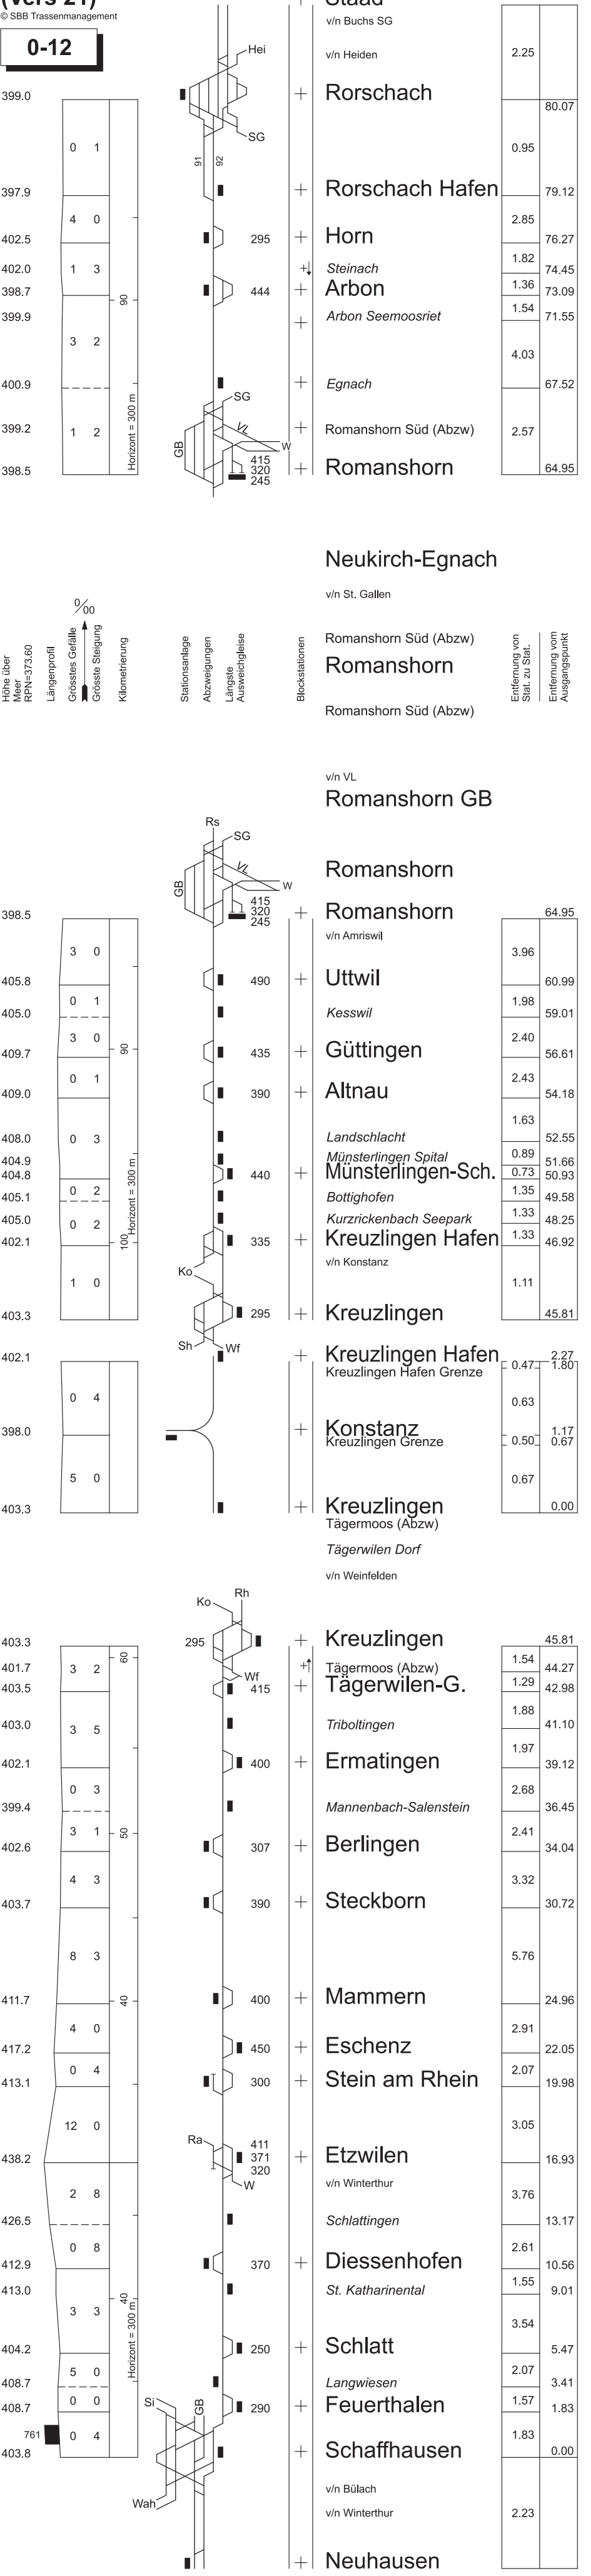 (vers 21)
© SBB Trassenmanagement
0-12
Staad
v/n Buchs SG
v/n Heiden
2.25
Hei
399.0 Rorschach 80.07
SG
0 1 0.95
91 92
397.9 Rorschach Hafen 79.12
4 0 2.85
402.5 295 Horn 76.27
1.82
402.0 1 3 Steinach 74.45
398.7 444 Arbon 1.36 73.09
90 1.54
399.9 Arbon Seemoosriet 71.55
3 2 4.03
400.9 Egnach 67.52
SG
399.2 1 2 Horizont = 300 m GB VL W Romanshorn Süd (Abzw) 2.57
415
320
245
398.5 Romanshorn 64.95
Neukirch-Egnach
v/n St. Gallen
Romanshorn Süd (Abzw)
Romanshorn
Romanshorn Süd (Abzw)
0/00
Höhe über
Meer
RPN=373.60
Längenprofil
Grösstes Gefälle
Grösste Steigung
Kilometrierung
Stationsanlage
Abzweigungen
Längste
Ausweichgleise
Blockstationen
Entfernung von
Stat. zu Stat.
Entfernung vom
Ausgangspunkt
v/n VL
Romanshorn GB
Rs
SG
GB VL W
Romanshorn
415
320
245
398.5 Romanshorn 64.95
v/n Amriswil
3 0 3.96
405.8 490 Uttwil 60.99
0 1 1.98
405.0 Kesswil 59.01
3 0 2.40
409.7 90 435 Güttingen 56.61
0 1 2.43
409.0 390 Altnau 54.18
1.63
408.0 0 3 Landschlacht 52.55
404.9 Münsterlingen Spital 0.89 51.66
404.8 440 Münsterlingen-Sch. 0.73 50.93
405.1 0 2 Bottighofen 1.35 49.58
405.0 0 2 Horizont = 300 m Kurzrickenbach Seepark 1.33 48.25
402.1 100 335 Kreuzlingen Hafen 1.33 46.92
v/n Konstanz
Ko
1 0 1.11
403.3 295 Kreuzlingen 45.81
Sh Wf
402.1 Kreuzlingen Hafen 2.27
Kreuzlingen Hafen Grenze 0.47 1.80
0 4 0.63
398.0 Konstanz 1.17
Kreuzlingen Grenze 0.50 0.67
5 0 0.67
403.3 Kreuzlingen 0.00
Tägermoos (Abzw)
Tägerwilen Dorf
v/n Weinfelden
Ko Rh
403.3 295 Kreuzlingen 45.81
60 1.54
401.7 3 2 Wf Tägermoos (Abzw) 44.27
403.5 415 Tägerwilen-G. 1.29 42.98
1.88
403.0 3 5 Triboltingen 41.10
1.97
402.1 400 Ermatingen 39.12
0 3 2.68
399.4 Mannenbach-Salenstein 36.45
3 1 50 2.41
402.6 307 Berlingen 34.04
4 3 3.32
403.7 390 Steckborn 30.72
8 3 5.76
411.7 40 400 Mammern 24.96
4 0 2.91
417.2 450 Eschenz 22.05
0 4 2.07
413.1 300 Stein am Rhein 19.98
12 0 3.05
Ra 411
371
320
438.2 Etzwilen 16.93
W v/n Winterthur
2 8 3.76
426.5 Schlattingen 13.17
0 8 2.61
412.9 370 Diessenhofen 10.56
1.55
413.0 40 St. Katharinental 9.01
3 3 Horizont = 300 m 3.54
404.2 250 Schlatt 5.47
5 0 2.07
408.7 Langwiesen 3.41
408.7 0 0 Si GB 290 Feuerthalen 1.57 1.83
761 0 4 1.83
403.8 Schaffhausen 0.00
v/n Bülach
Wah
v/n Winterthur 2.23
Neuhausen